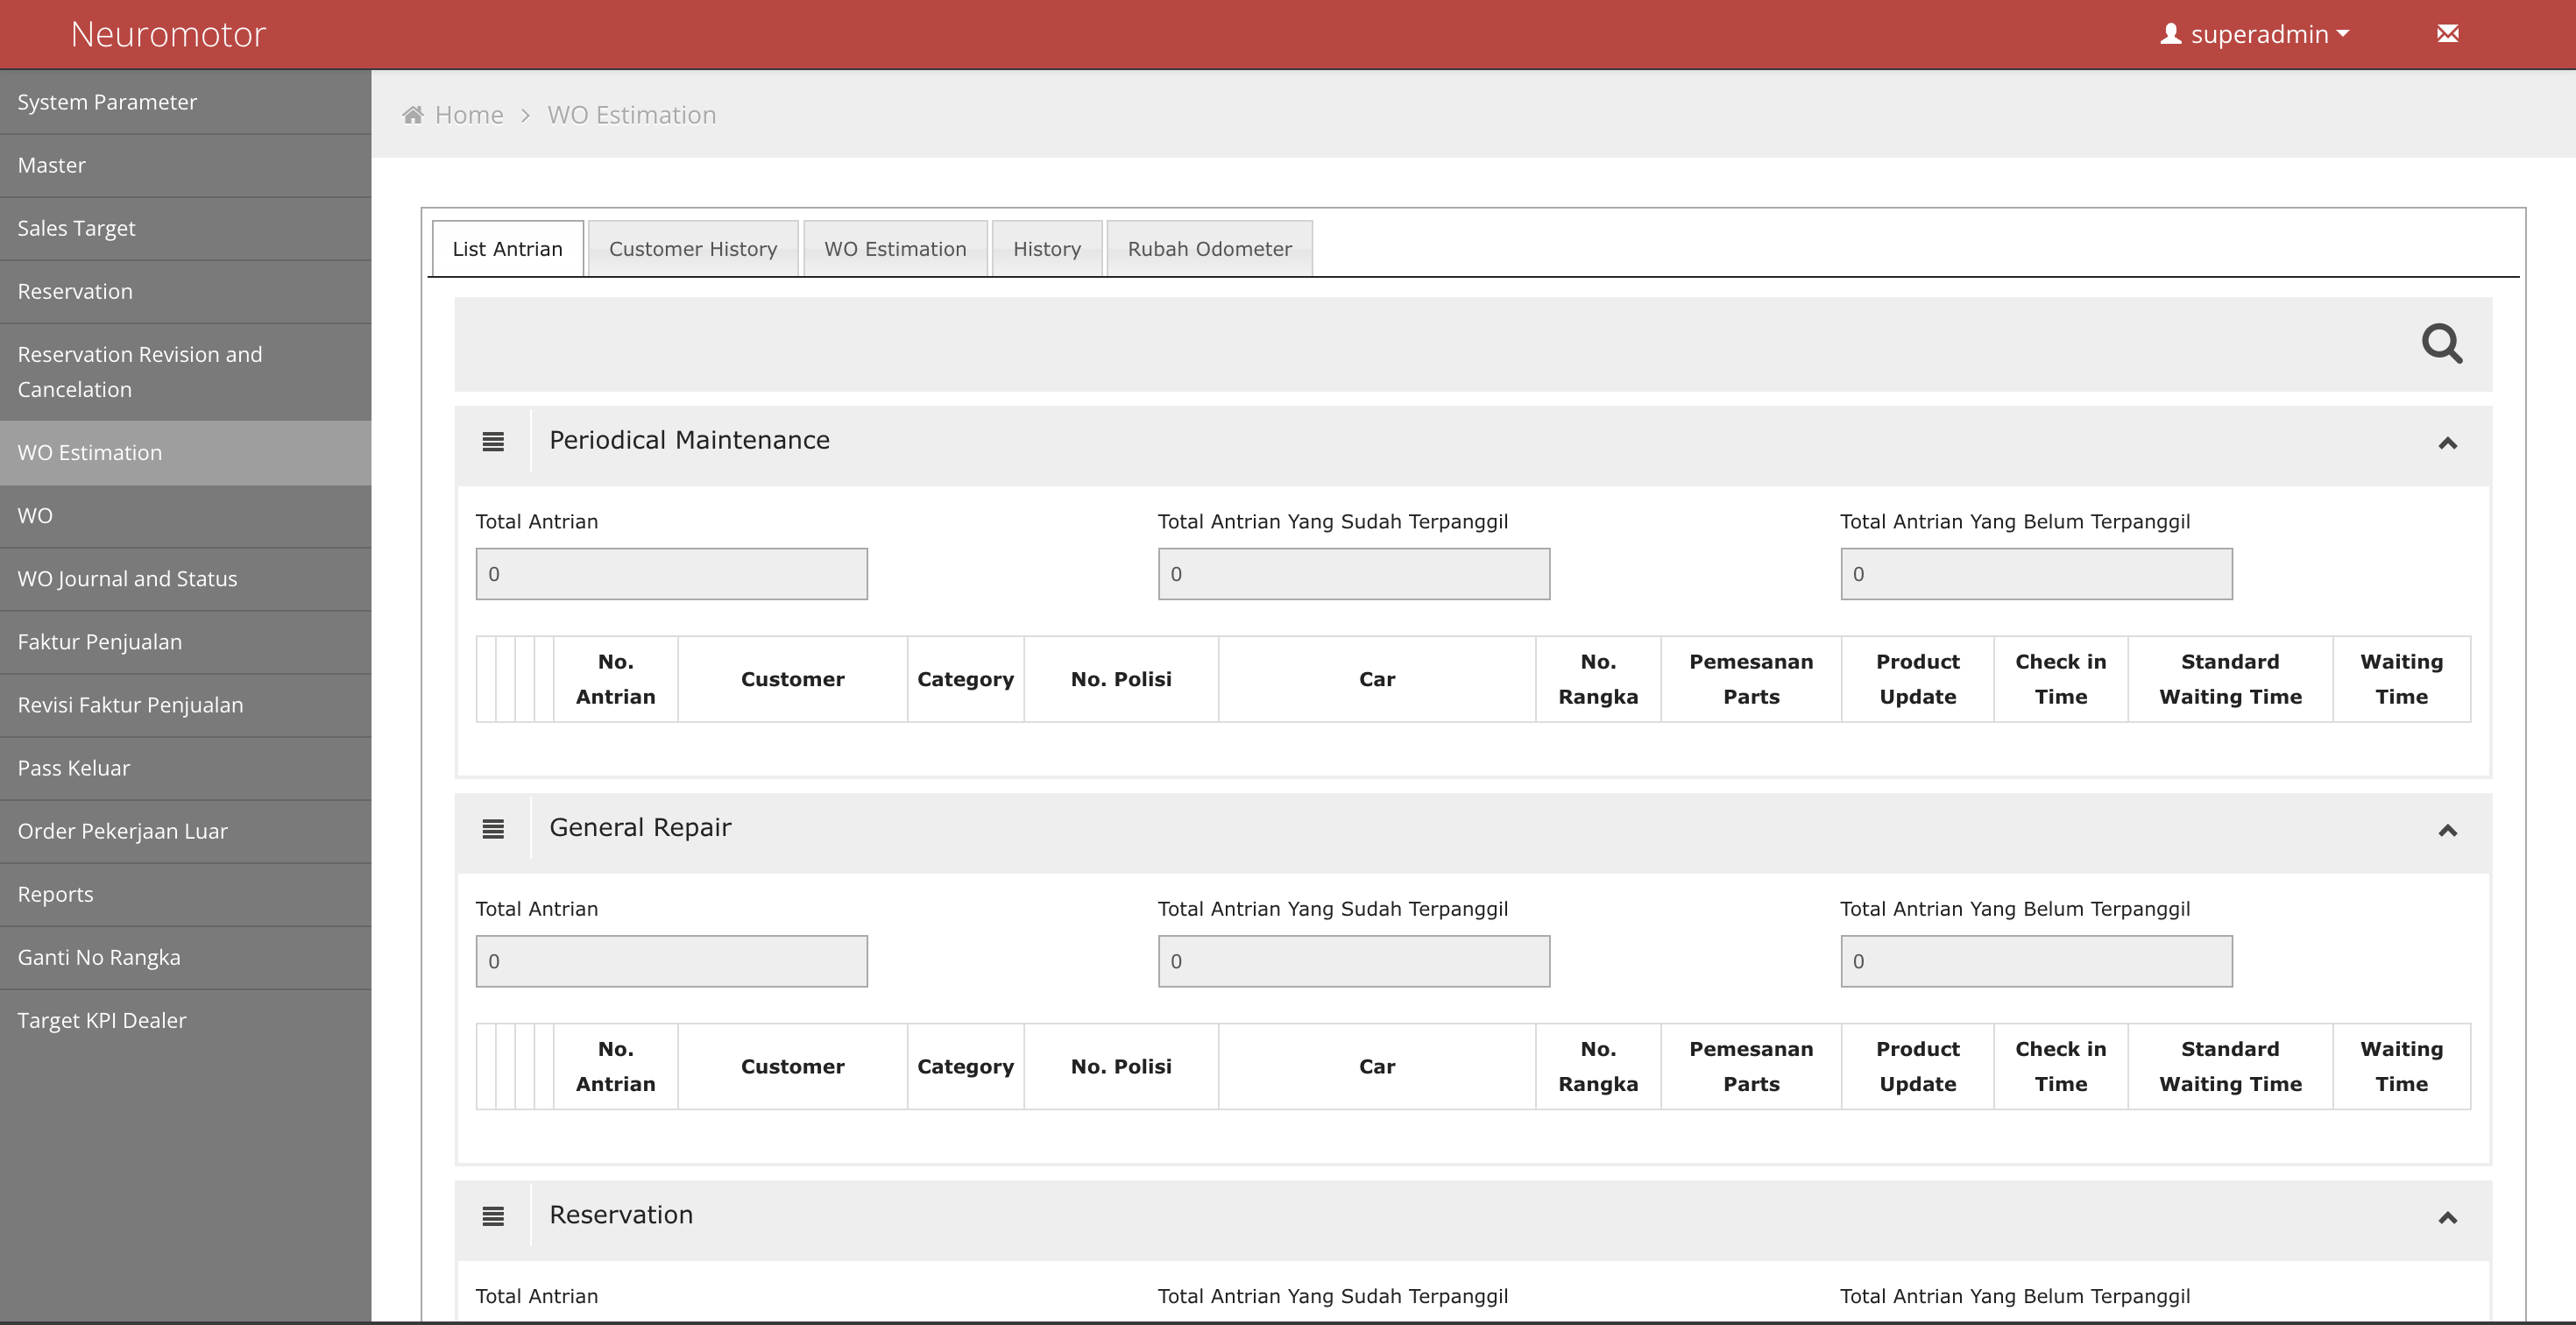 Neuromotor
superadmin
System Parameter
Master
Sales Target
Reservation
Reservation Revision and
Cancelation
WO Estimation
WO
WO Journal and Status
Faktur Penjualan
Revisi Faktur Penjualan
Pass Keluar
Order Pekerjaan Luar
Reports
Ganti No Rangka
Target KPI Dealer
Home > WO Estimation
List Antrian Customer History WO Estimation History Rubah Odometer
Periodical Maintenance
Total Antrian Total Antrian Yang Sudah Terpanggil Total Antrian Yang Belum Terpanggil
0 0 0
No. Antrian Customer Category No. Polisi Car No. Rangka Pemesanan Parts Product Update Check in Time Standard Waiting Time Waiting Time
General Repair
Total Antrian Total Antrian Yang Sudah Terpanggil Total Antrian Yang Belum Terpanggil
0 0 0
No. Antrian Customer Category No. Polisi Car No. Rangka Pemesanan Parts Product Update Check in Time Standard Waiting Time Waiting Time
Reservation
Total Antrian Total Antrian Yang Sudah Terpanggil Total Antrian Yang Belum Terpanggil